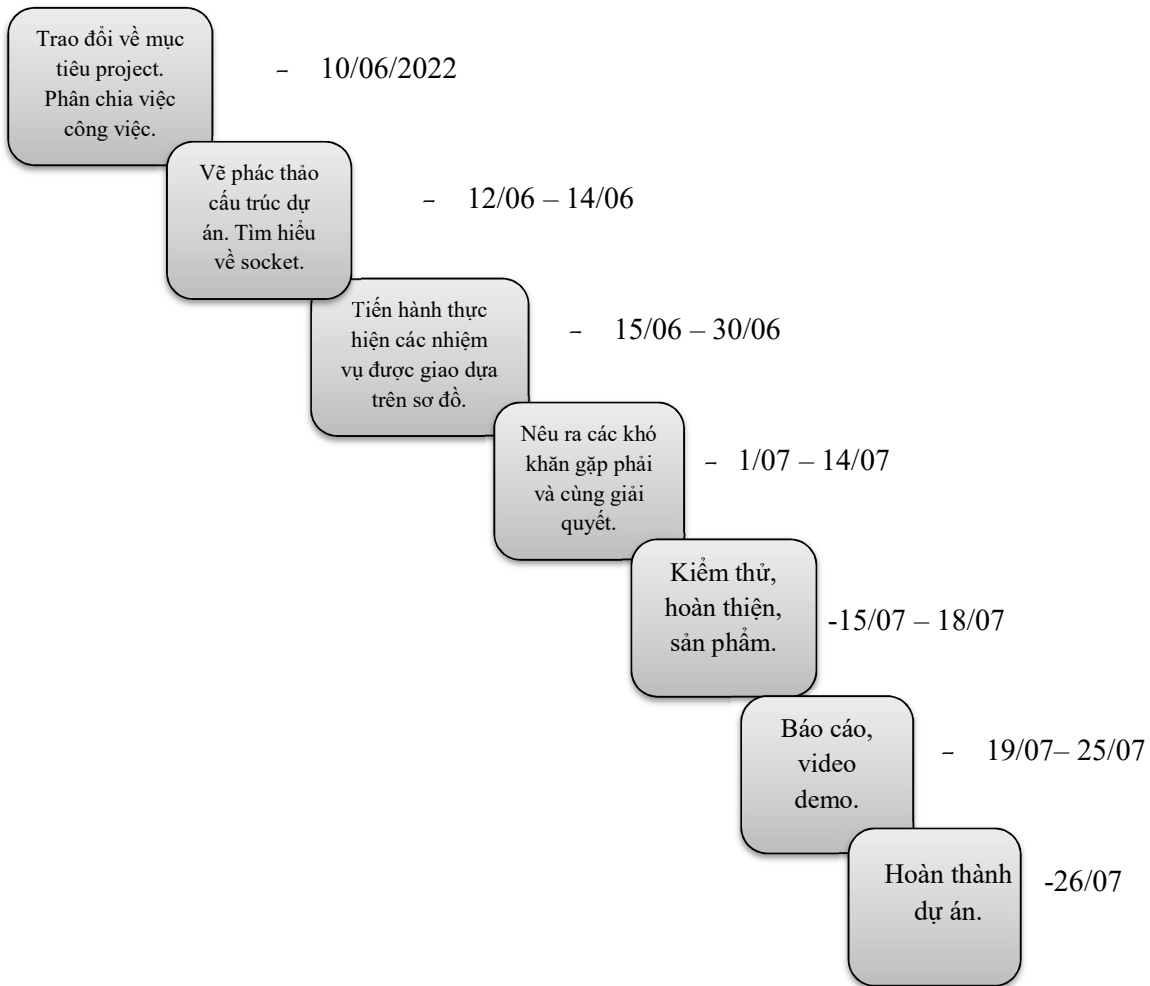 Trao đổi về mục
tiêu project.
Phân chia việc
công việc.
- 10/06/2022
Vẽ phác thảo
cấu trúc dự
án. Tìm hiểu
về socket.
- 12/06 – 14/06
Tiến hành thực
hiện các nhiệm
vụ được giao dựa
trên sơ đồ.
- 15/06 – 30/06
Nêu ra các khó
khăn gặp phải
và cùng giải
quyết.
- 1/07 – 14/07
Kiểm thử,
hoàn thiện,
sản phẩm.
-15/07 – 18/07
Báo cáo,
video
demo.
- 19/07– 25/07
Hoàn thành
dự án.
-26/07